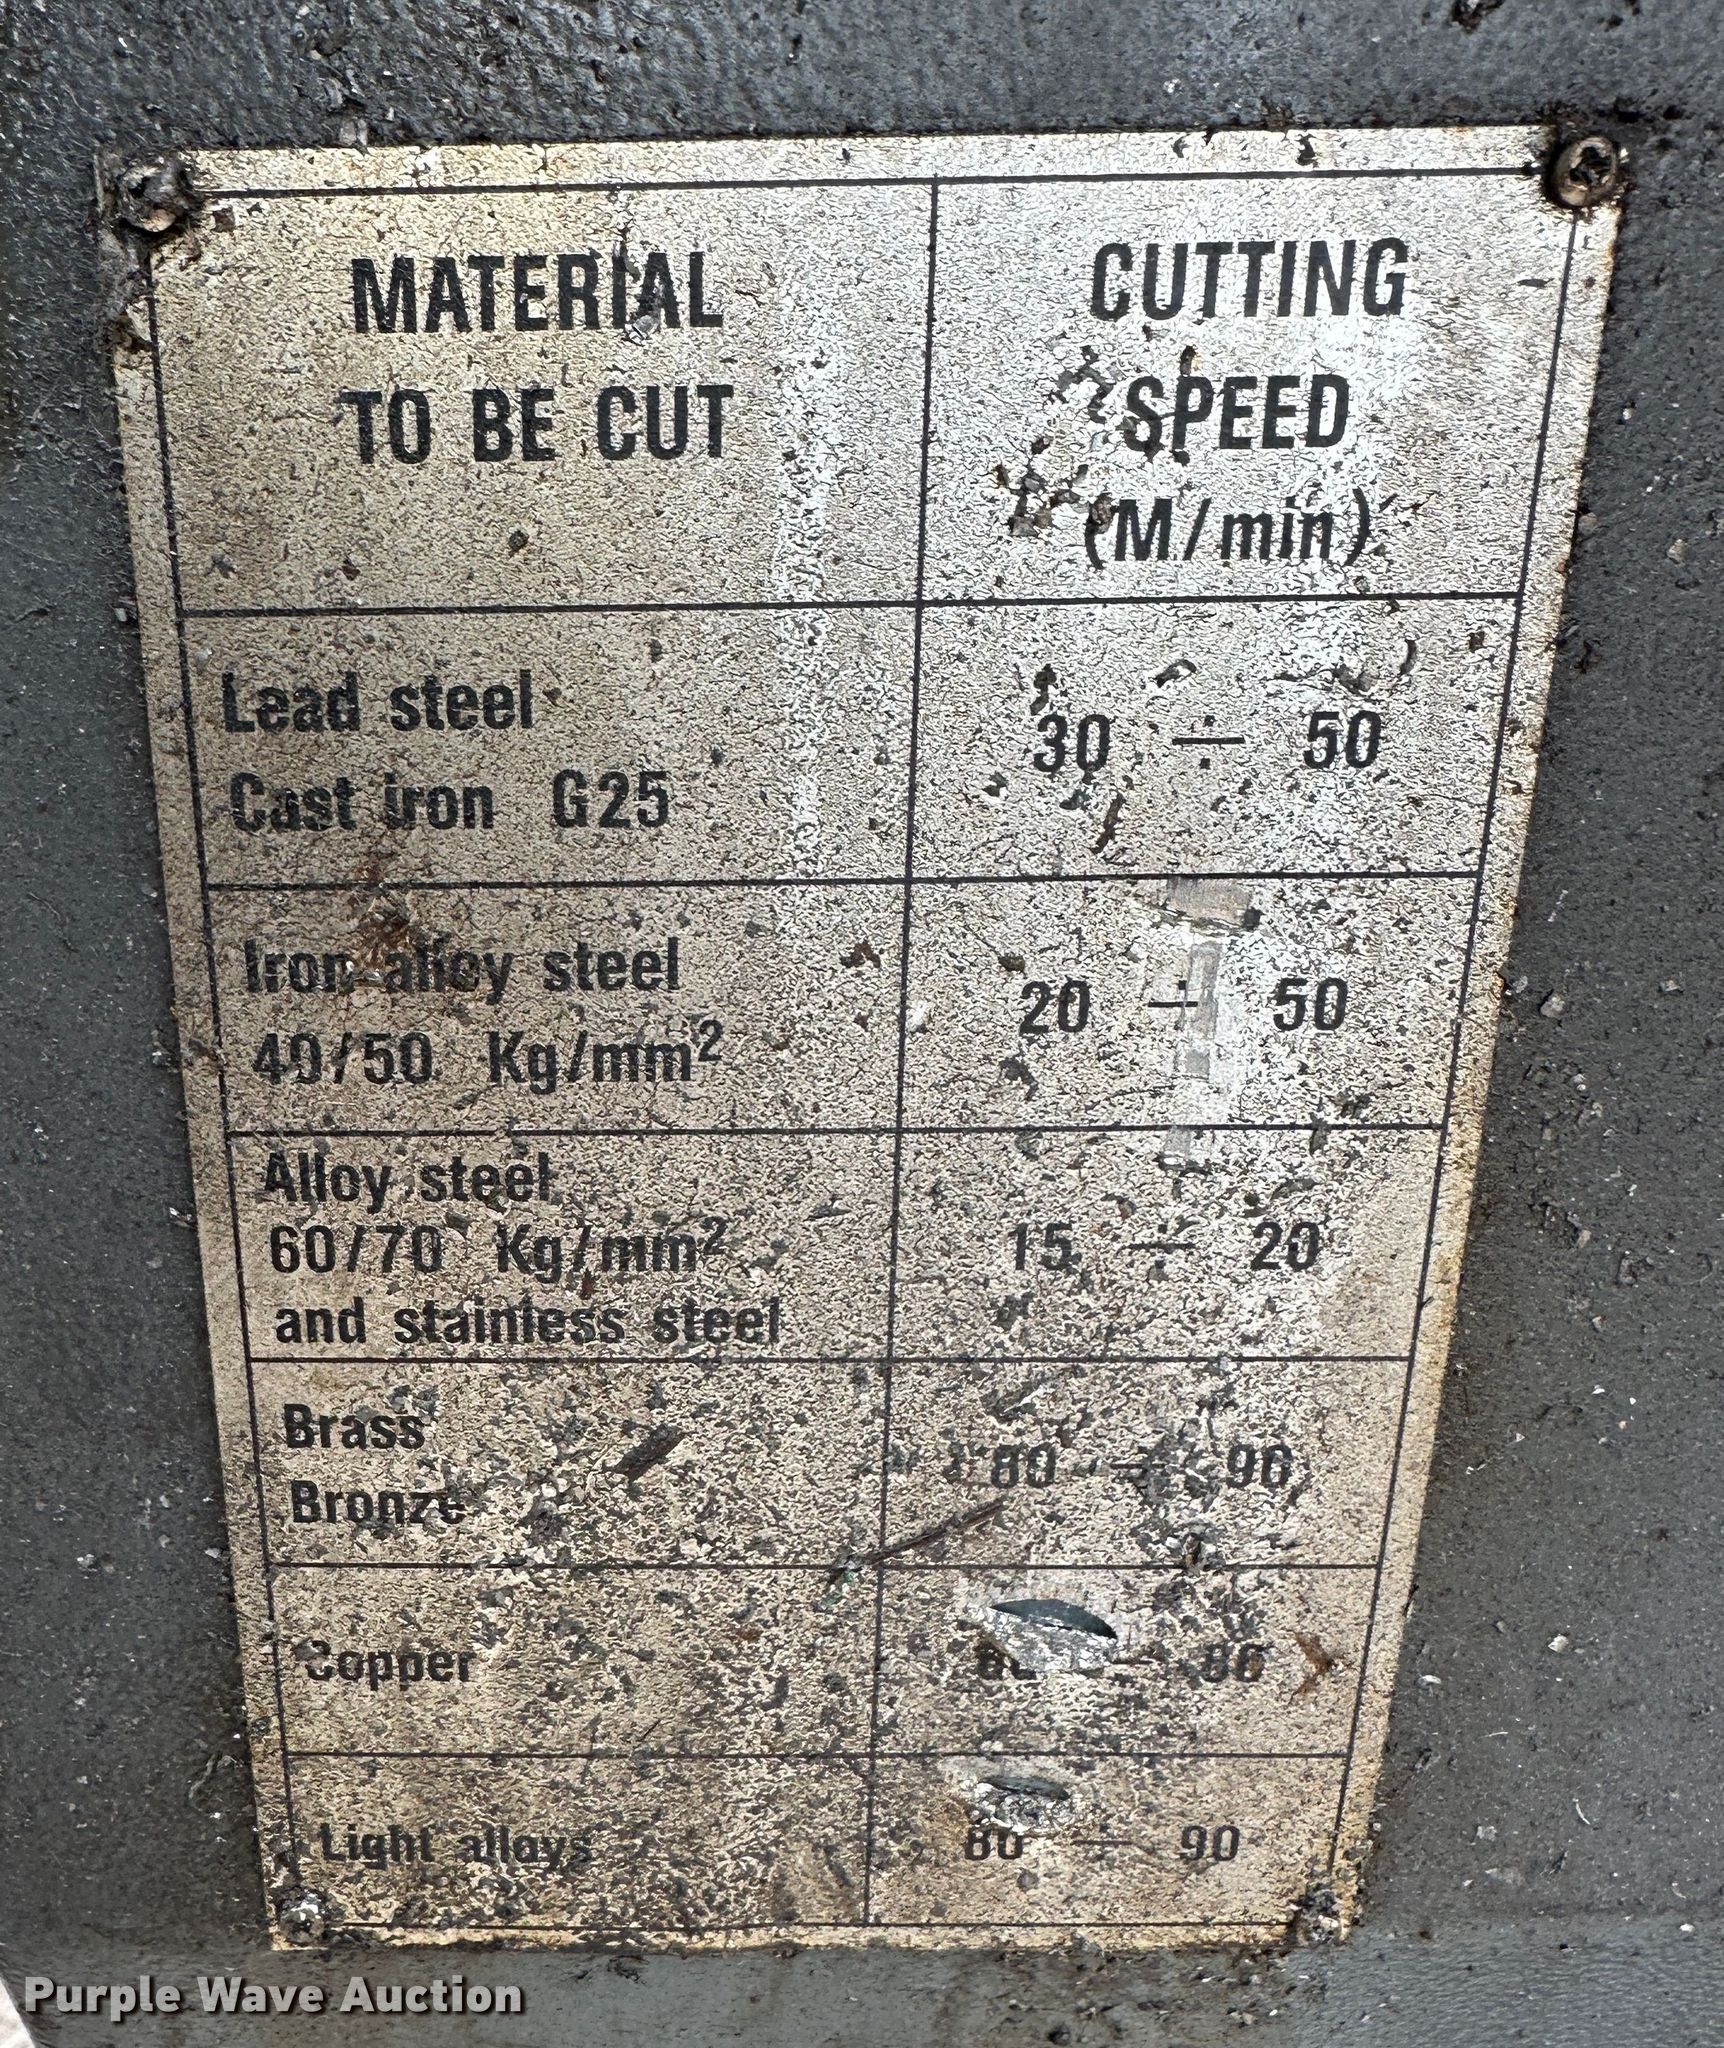 MATERIAL
TO BE CUT
CUTTING
SPEED
(M/min)
Lead steel
Cast iron G25
30 ÷ 50
Iron alloy steel
40/50 Kg/mm²
20 ÷ 50
Alloy steel
60/70 Kg/mm²
and stainless steel
15 ÷ 20
Brass
Bronze
80 ÷ 90
Copper
Light alloys
80 ÷ 90
Purple Wave Auction